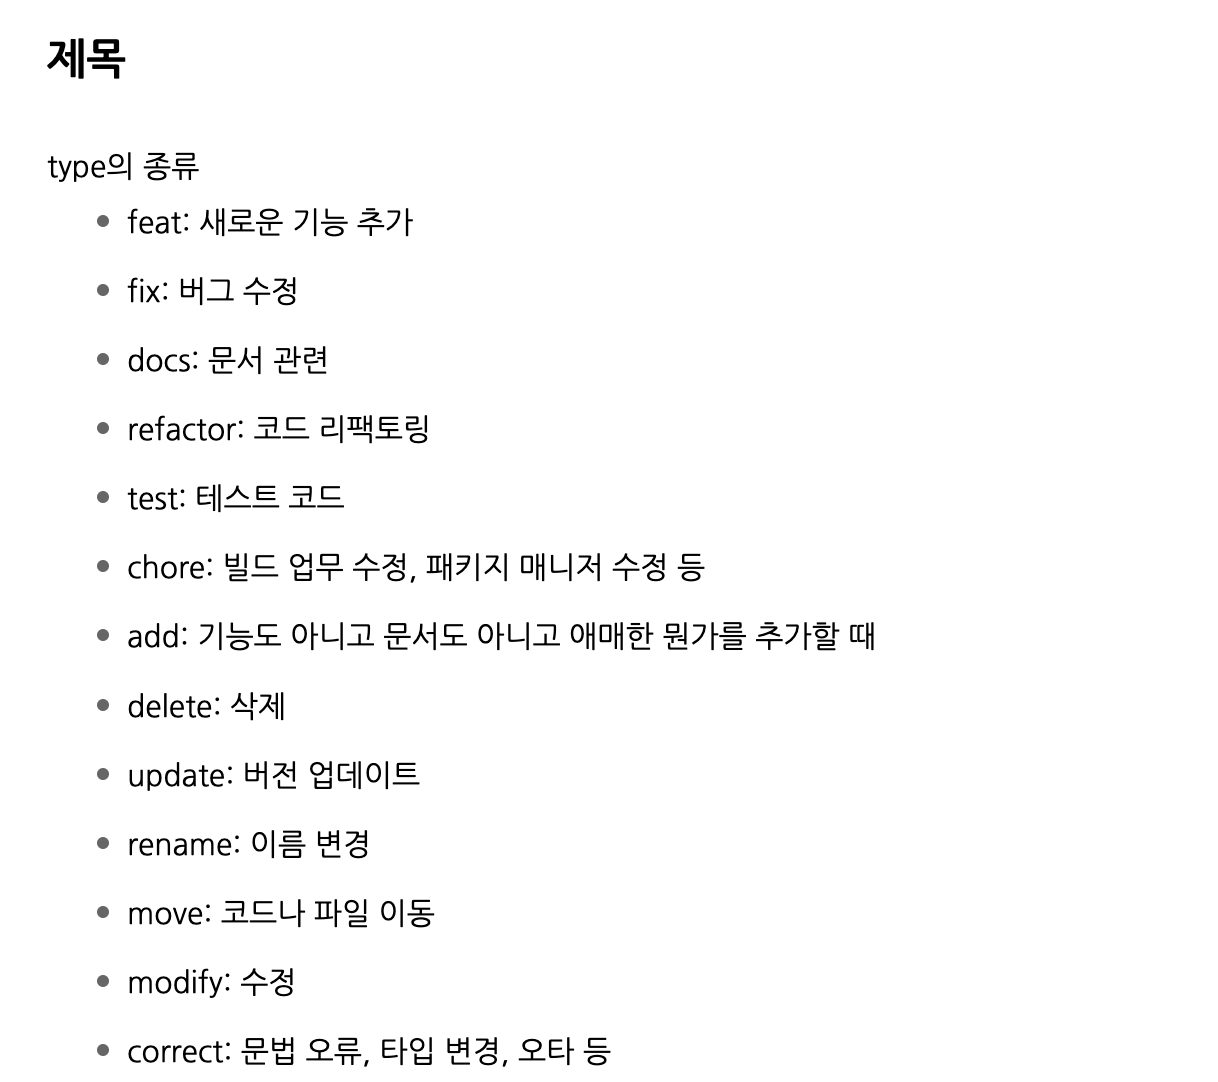 제목
type의 종류
feat: 새로운 기능 추가
fix: 버그 수정
docs: 문서 관련
refactor: 코드 리팩토링
test: 테스트 코드
chore: 빌드 업무 수정, 패키지 매니저 수정 등
add: 기능도 아니고 문서도 아니고 애매한 뭔가를 추가할 때
delete: 삭제
update: 버전 업데이트
rename: 이름 변경
move: 코드나 파일 이동
modify: 수정
correct: 문법 오류, 타입 변경, 오타 등